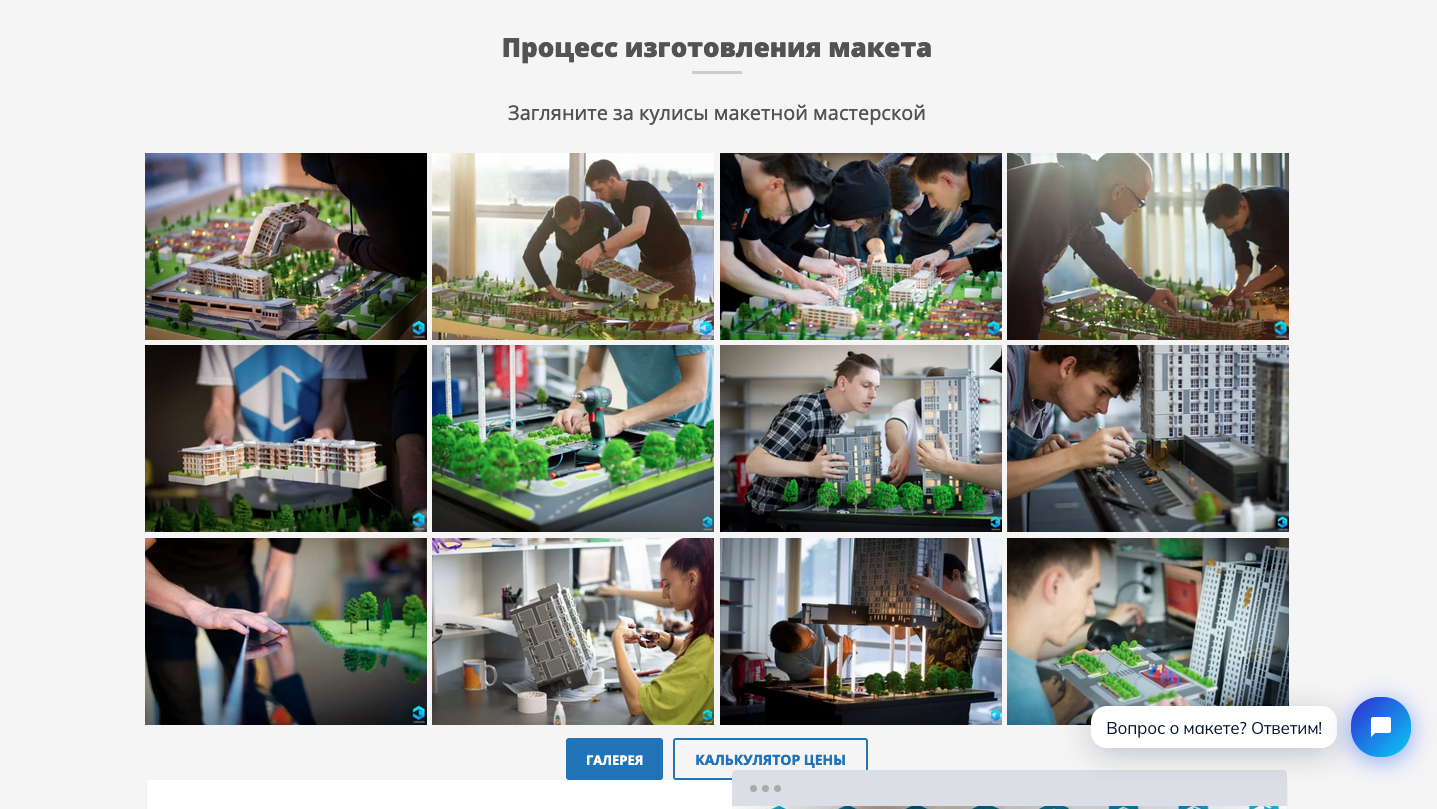 Процесс изготовления макета
Загляните за кулисы макетной мастерской
Вопрос о макете? Ответим!
ГАЛЕРЕЯ
КАЛЬКУЛЯТОР ЦЕНЫ